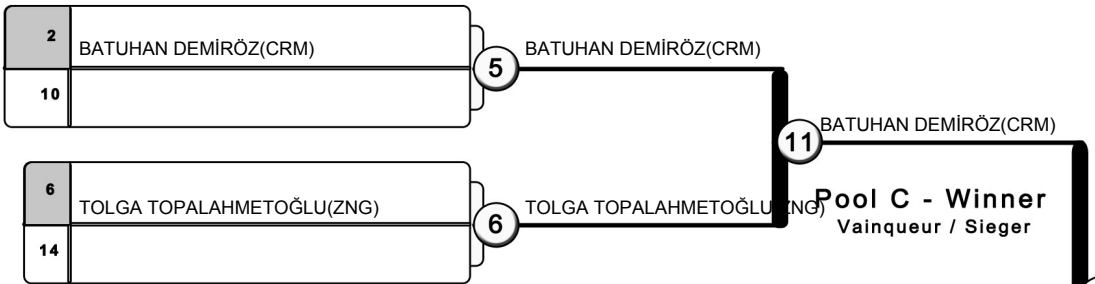 2
BATUHAN DEMİRÖZ(CRM)
10
5
BATUHAN DEMİRÖZ(CRM)
6
TOLGA TOPALAHMETOĞLU(ZNG)
14
6
TOLGA TOPALAHMETOĞLU(ZNG)
11
BATUHAN DEMİRÖZ(CRM)
Pool C - Winner
Vainqueur / Sieger